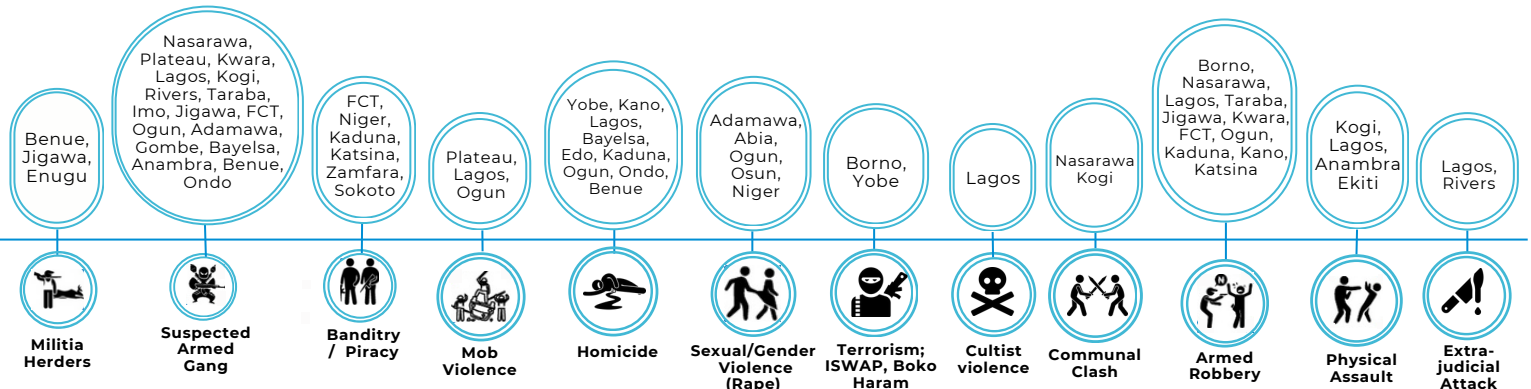 Benue,
Jigawa,
Enugu
Militia
Herders
Nasarawa,
Plateau, Kwara,
Lagos, Kogi,
Rivers, Taraba,
Imo, Jigawa, FCT,
Ogun, Adamawa,
Gombe, Bayelsa,
Anambra, Benue,
Ondo
Suspected
Armed
Gang
FCT,
Niger,
Kaduna,
Katsina,
Zamfara,
Sokoto
Banditry
/ Piracy
Plateau,
Lagos,
Ogun
Mob
Violence
Yobe, Kano,
Lagos,
Bayelsa,
Edo, Kaduna,
Ogun, Ondo,
Benue
Homicide
Adamawa,
Abia,
Ogun,
Osun,
Niger
Sexual/Gender
Violence
(Rape)
Borno,
Yobe
Terrorism;
ISWAP, Boko
Haram
Lagos
Cultist
violence
Nasarawa
Kogi
Communal
Clash
Borno,
Nasarawa,
Lagos, Taraba,
Jigawa, Kwara,
FCT, Ogun,
Kaduna, Kano,
Katsina
Armed
Robbery
Kogi,
Lagos,
Anambra
Ekiti
Physical
Assault
Lagos,
Rivers
Extra-
judicial
Attack